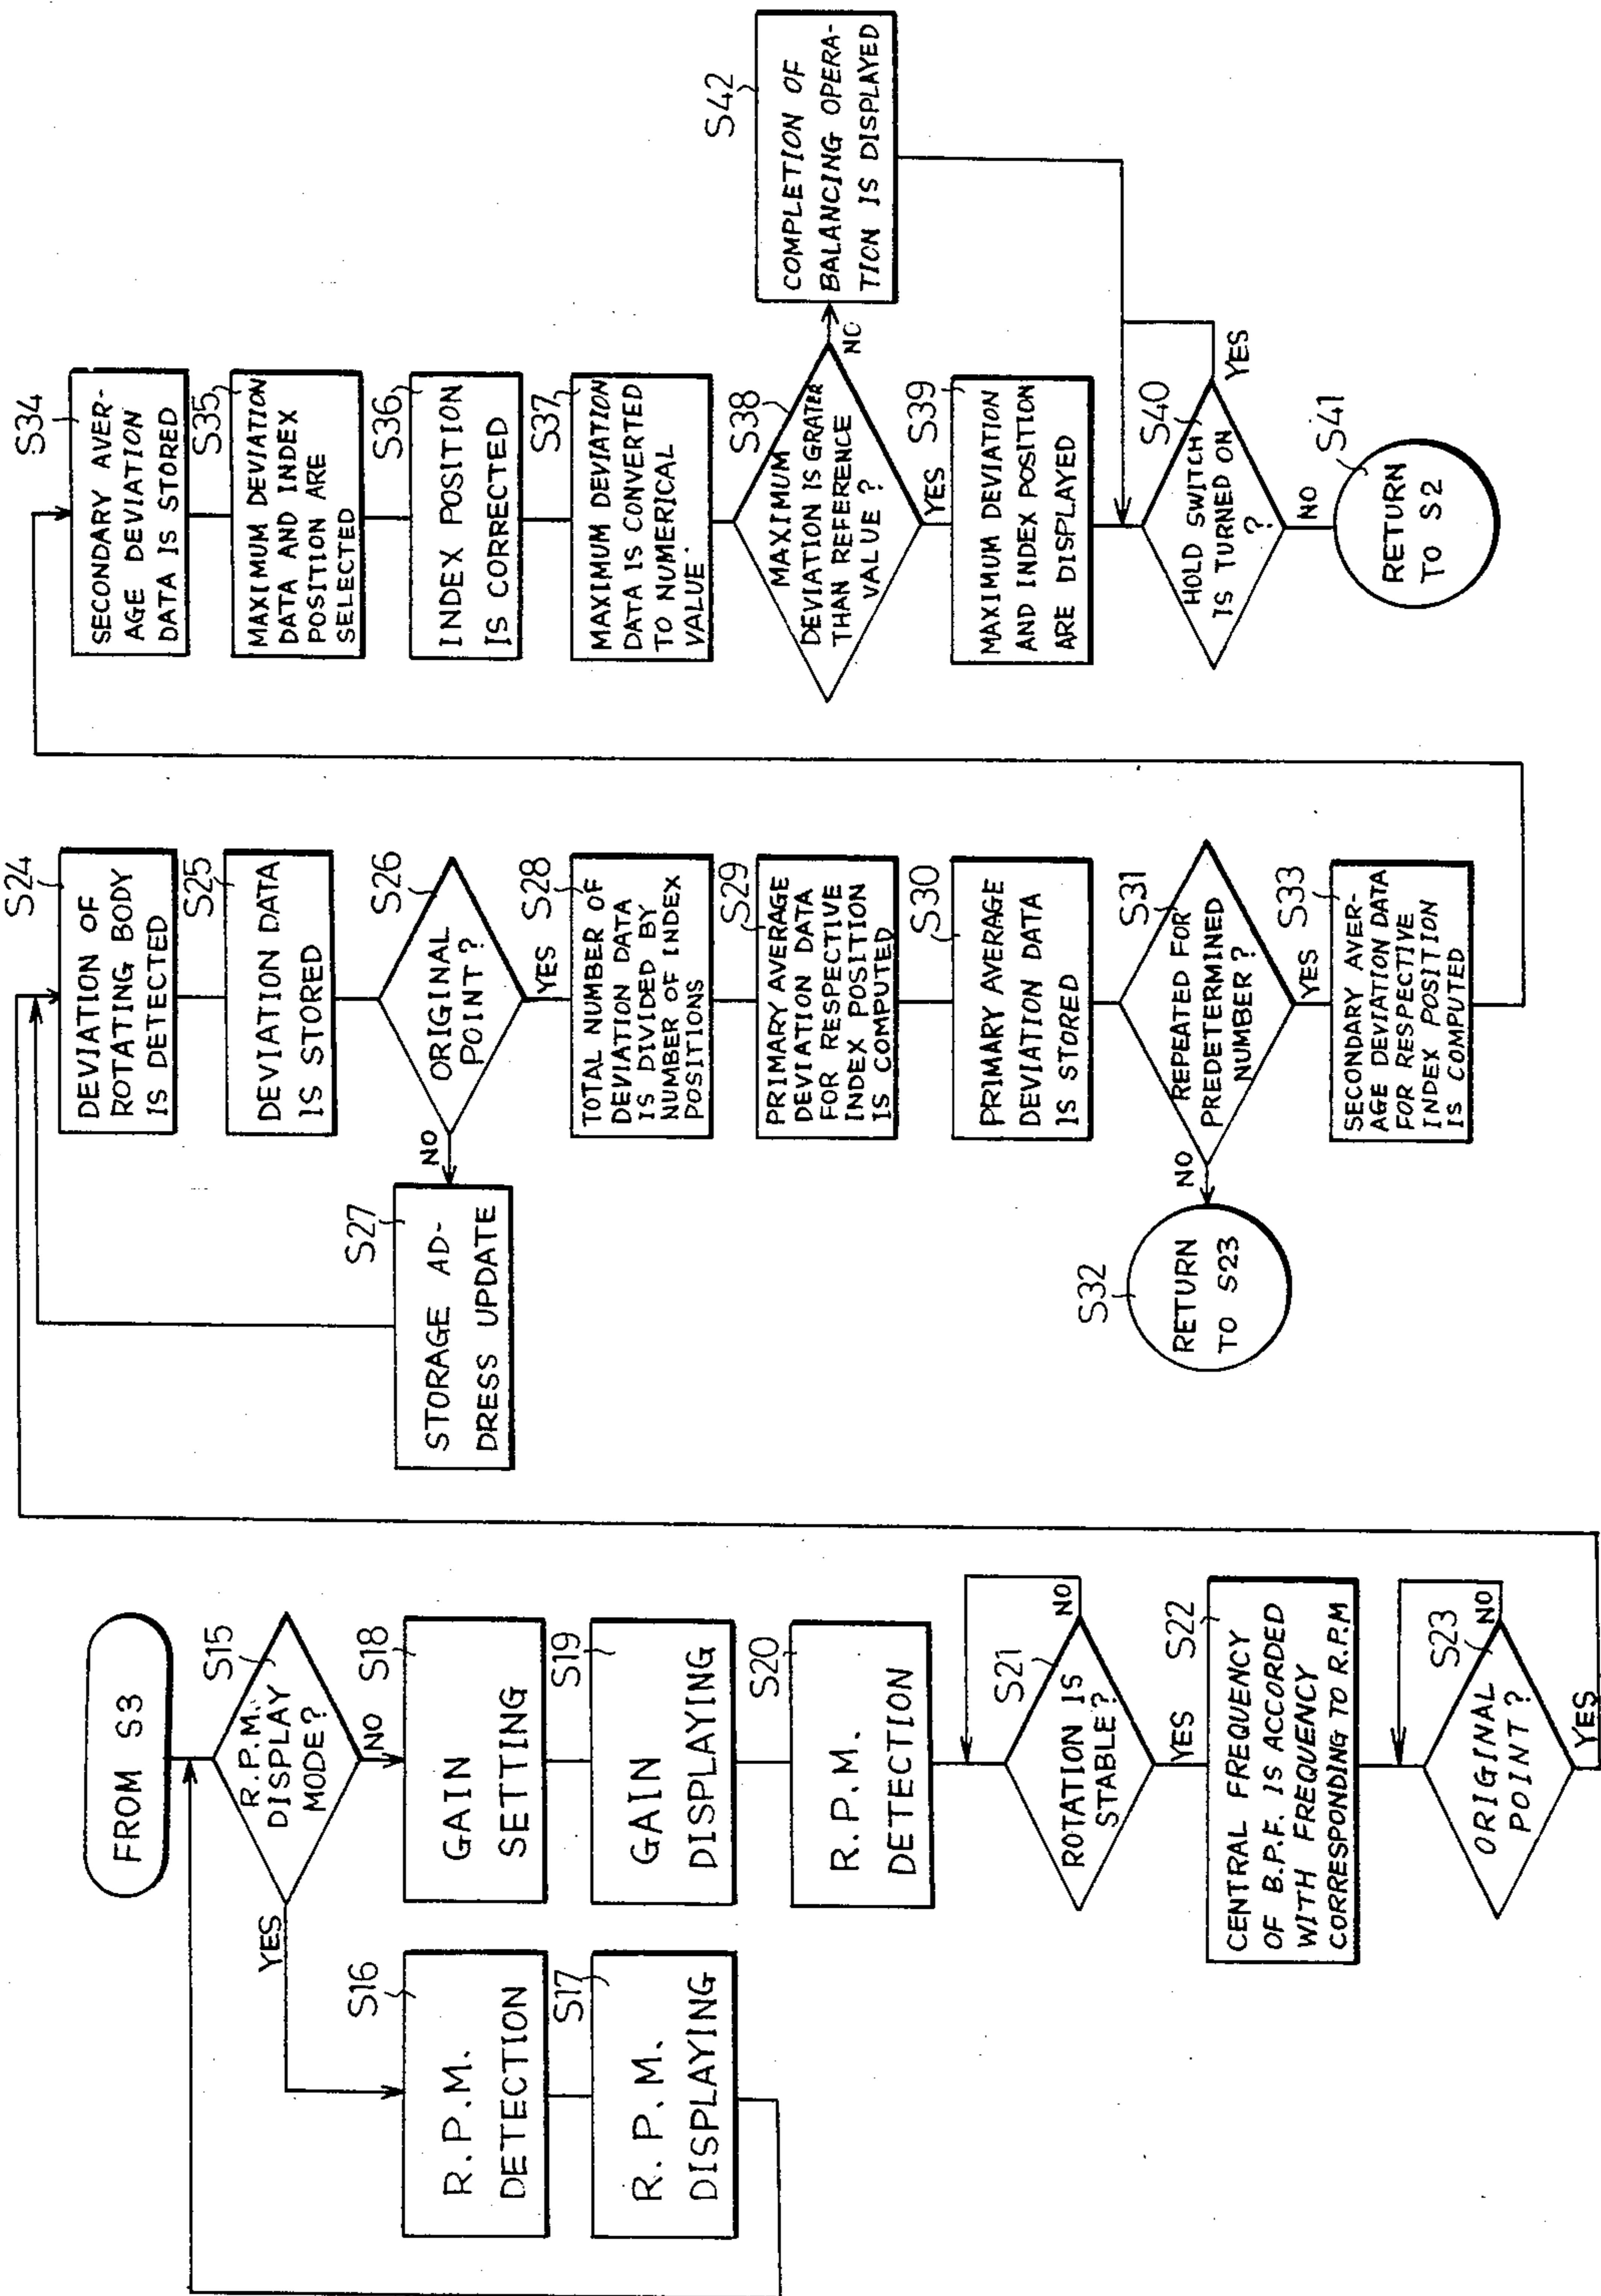 FROM S3
S15
R.P.M.
DISPLAY
MODE?
YES
NO
S16
R.P.M.
DETECTION
S17
R.P.M.
DISPLAYING
S18
GAIN
SETTING
S19
GAIN
DISPLAYING
S20
R.P.M.
DETECTION
S21
ROTATION IS
STABLE?
NO
YES
S22
CENTRAL FREQUENCY
OF B.P.F. IS ACCORDED
WITH FREQUENCY
CORRESPONDING TO R.P.M
S23
ORIGINAL
POINT?
NO
YES
S24
DEVIATION OF
ROTATING BODY
IS DETECTED
S25
DEVIATION DATA
IS STORED
S26
ORIGINAL
POINT?
NO
YES
S27
STORAGE AD-
DRESS UPDATE
S28
TOTAL NUMBER OF
DEVIATION DATA
IS DIVIDED BY
NUMBER OF INDEX
POSITIONS
S29
PRIMARY AVERAGE
DEVIATION DATA
FOR RESPECTIVE
INDEX POSITION
IS COMPUTED
S30
PRIMARY AVERAGE
DEVIATION DATA
IS STORED
S31
REPEATED FOR
PREDETERMINED
NUMBER?
NO
YES
S32
RETURN
TO S23
S33
SECONDARY AVER-
AGE DEVIATION DATA
FOR RESPECTIVE
INDEX POSITION
IS COMPUTED
S34
SECONDARY AVER-
AGE DEVIATION
DATA IS STORED
S35
MAXIMUM DEVIATION
DATA AND INDEX
POSITION ARE
SELECTED
S36
INDEX POSITION
IS CORRECTED
S37
MAXIMUM DEVIATION
DATA IS CONVERTED
TO NUMERICAL
VALUE
S38
MAXIMUM
DEVIATION IS GRATER
THAN REFERENCE
VALUE?
NO
YES
S39
MAXIMUM DEVIATION
AND INDEX POSITION
ARE DISPLAYED
S40
HOLD SWITCH
IS TURNED ON
?
YES
NO
S41
RETURN
TO S2
S42
COMPLETION OF
BALANCING OPERA-
TION IS DISPLAYED